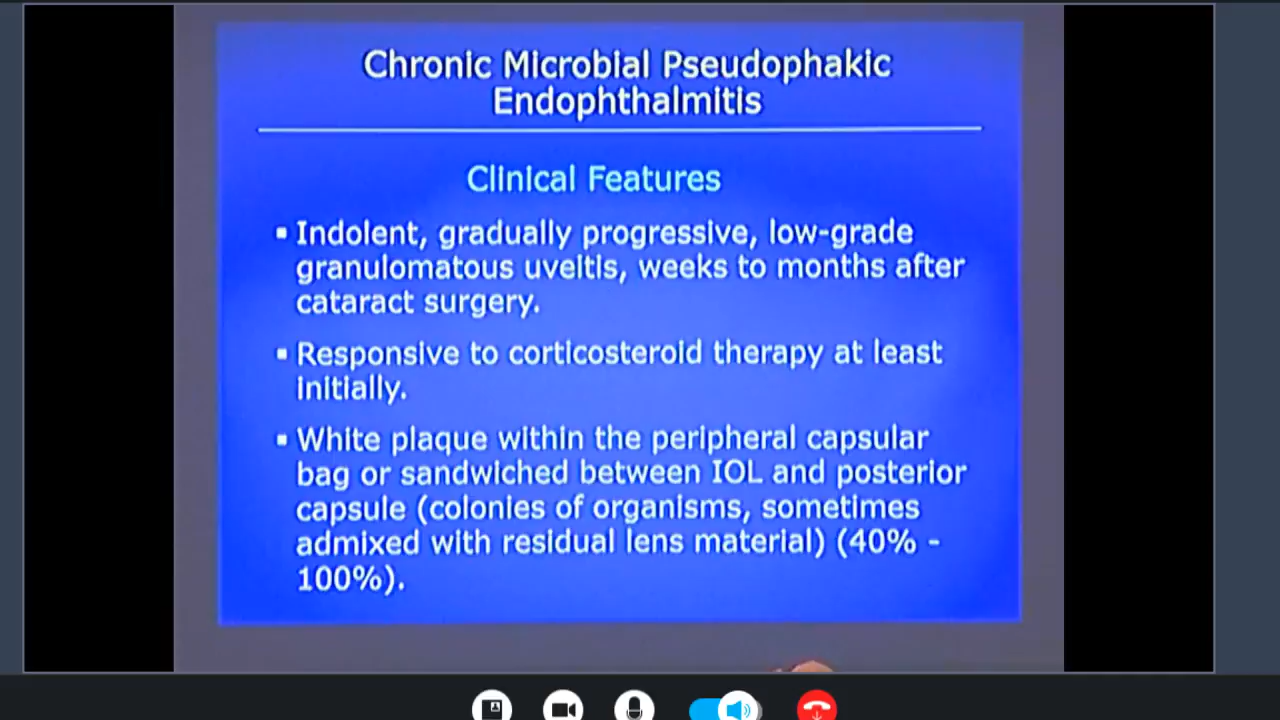 Chronic Microbial Pseudophakic
Endophthalmitis
Clinical Features
▪ Indolent, gradually progressive, low-grade
granulomatous uveitis, weeks to months after
cataract surgery.
▪ Responsive to corticosteroid therapy at least
initially.
▪ White plaque within the peripheral capsular
bag or sandwiched between IOL and posterior
capsule (colonies of organisms, sometimes
admixed with residual lens material) (40% -
100%).